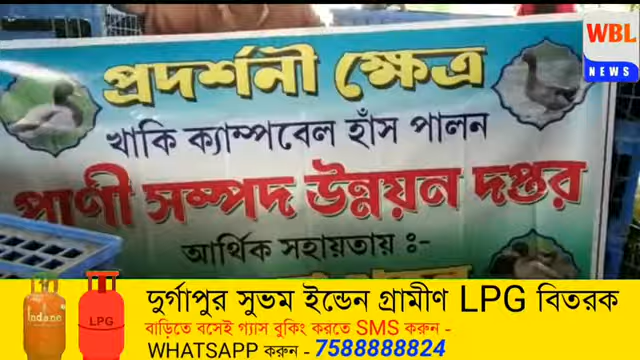 WBL
NEWS
প্রদর্শনী ক্ষেত্র
খাকি ক্যাম্পবেল হাঁস পালন
প্রাণী সম্পদ উন্নয়ন দপ্তর
আর্থিক সহায়তায় ঃ-
দুর্গাপুর সুভম ইন্ডেন গ্রামীণ LPG বিতরক
বাড়িতে বসেই গ্যাস বুকিং করতে SMS করুন -
WHATSAPP করুন - 7588888824
Indane
LPG